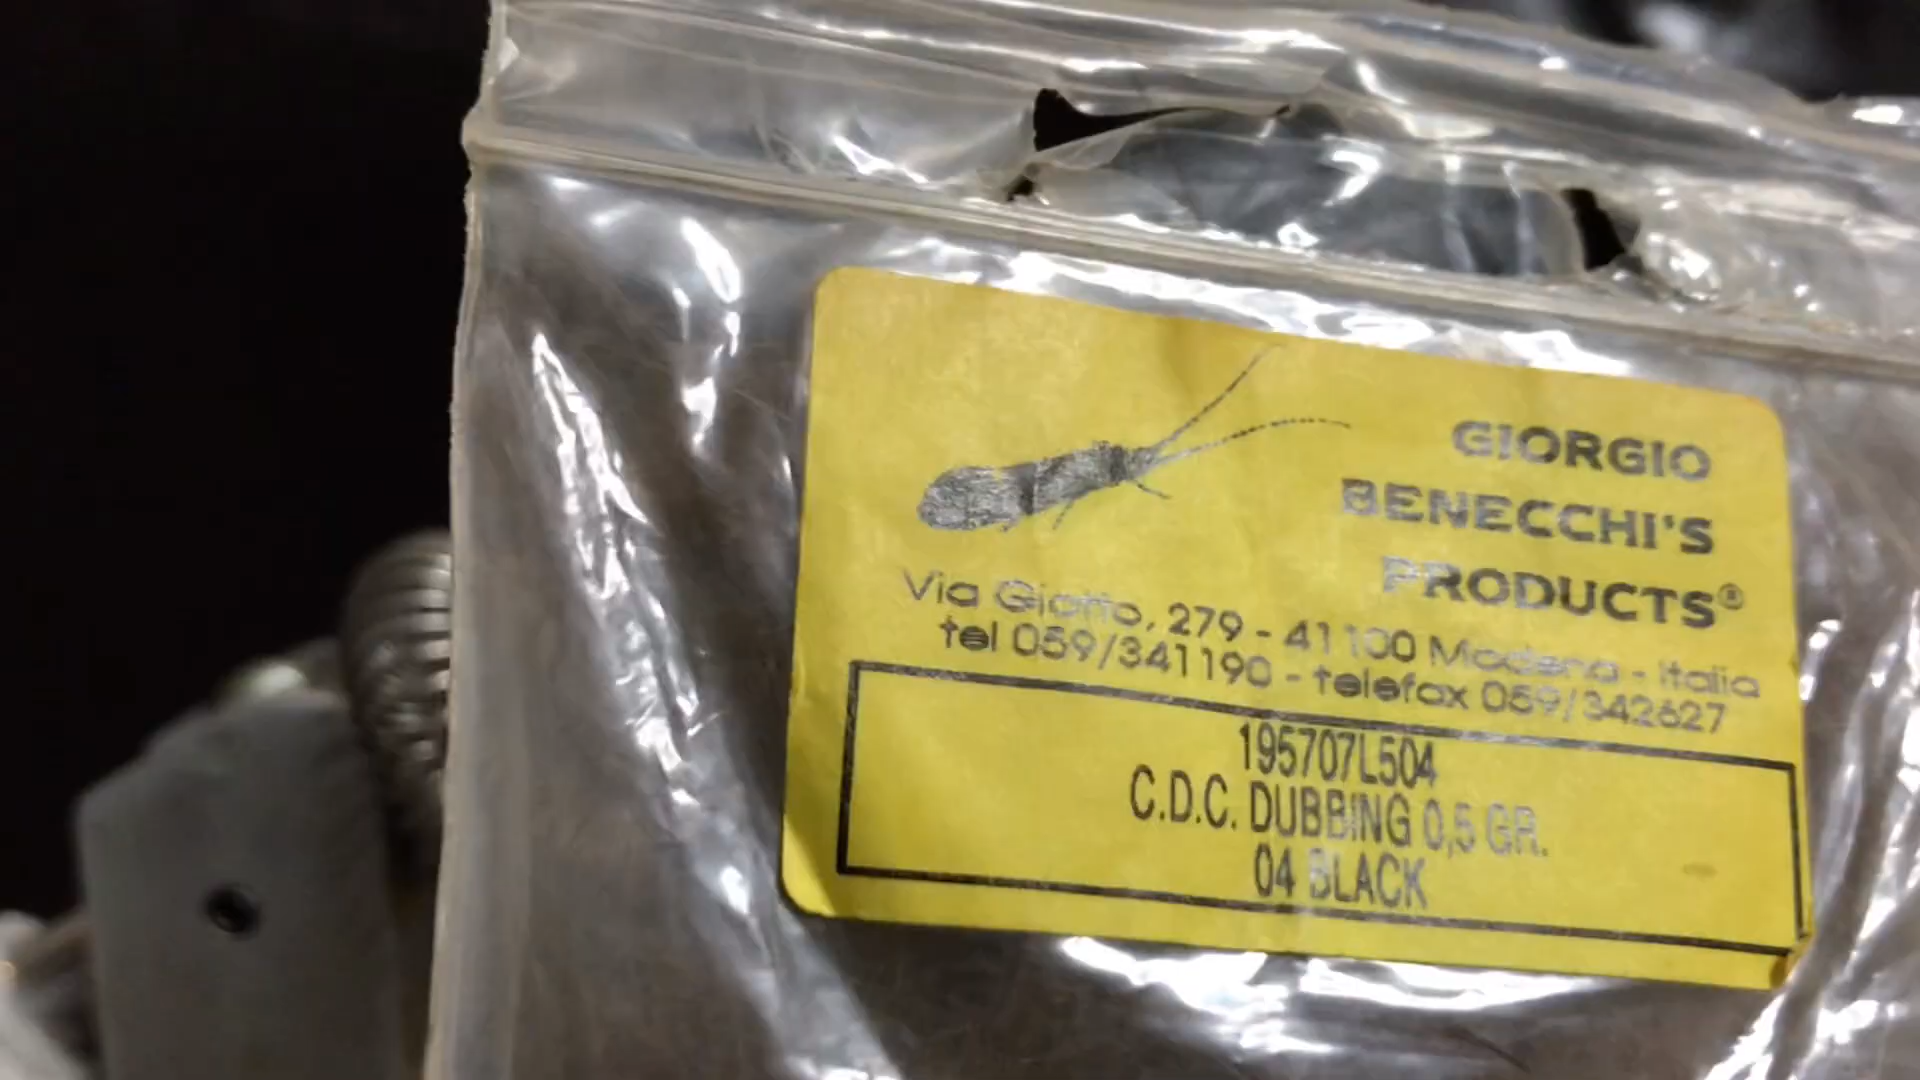 GIORGIO
BENECCHI'S
PRODUCTS®
Via Giotto, 279 - 41100 Modena - Italia
tel 059/341190 - telefax 059/342627
195707L504
C.D.C. DUBBING 0,5 GR.
04 BLACK